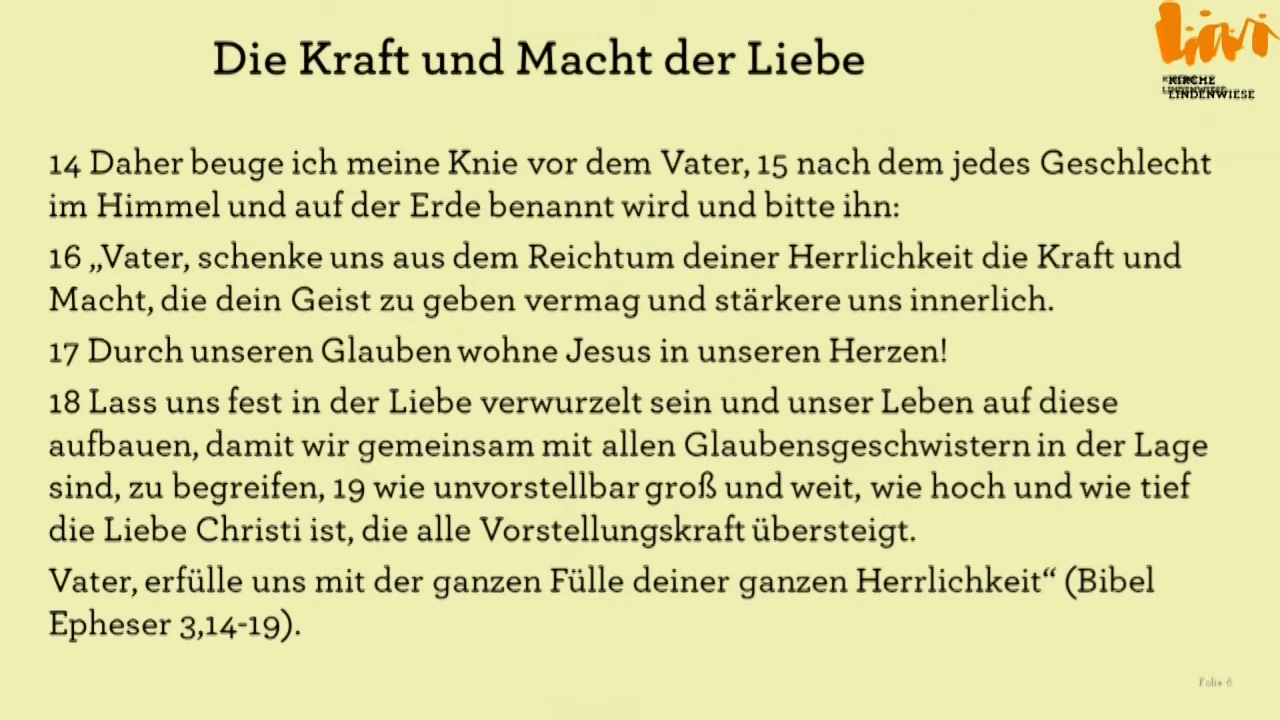 Die Kraft und Macht der Liebe
Livi
KIRCHE
LINDENWIESE
14 Daher beuge ich meine Knie vor dem Vater, 15 nach dem jedes Geschlecht
im Himmel und auf der Erde benannt wird und bitte ihn:
16 „Vater, schenke uns aus dem Reichtum deiner Herrlichkeit die Kraft und
Macht, die dein Geist zu geben vermag und stärkere uns innerlich.
17 Durch unseren Glauben wohne Jesus in unseren Herzen!
18 Lass uns fest in der Liebe verwurzelt sein und unser Leben auf diese
aufbauen, damit wir gemeinsam mit allen Glaubensgeschwistern in der Lage
sind, zu begreifen, 19 wie unvorstellbar groß und weit, wie hoch und wie tief
die Liebe Christi ist, die alle Vorstellungskraft übersteigt.
Vater, erfülle uns mit der ganzen Fülle deiner ganzen Herrlichkeit“ (Bibel
Epheser 3,14-19).
Folie 6